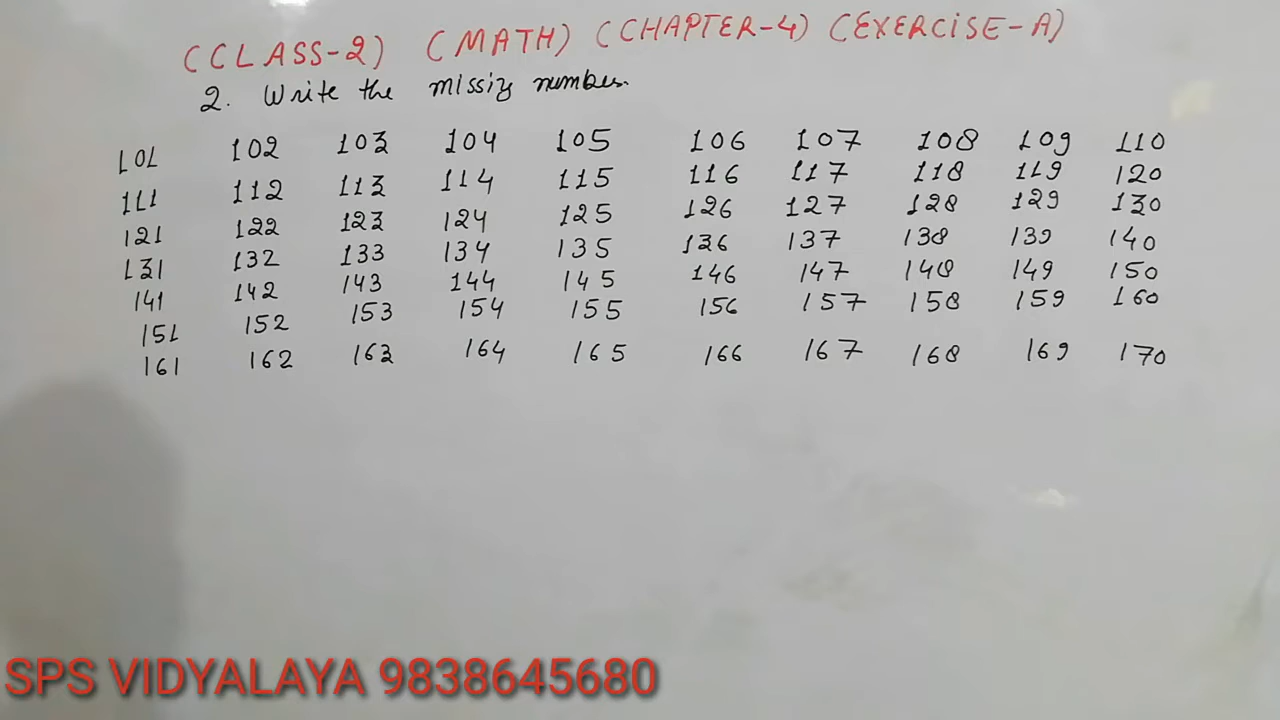 (CLASS-2) (MATH) (CHAPTER-4) (EXERCISE-A)
2. Write the missig number.
101 102 103 104 105 106 107 108 109 110
111 112 113 114 115 116 117 118 119 120
121 122 123 124 125 126 127 128 129 130
131 132 133 134 135 136 137 138 139 140
141 142 143 144 145 146 147 148 149 150
151 152 153 154 155 156 157 158 159 160
161 162 163 164 165 166 167 168 169 170
SPS VIDYALAYA 9838645680